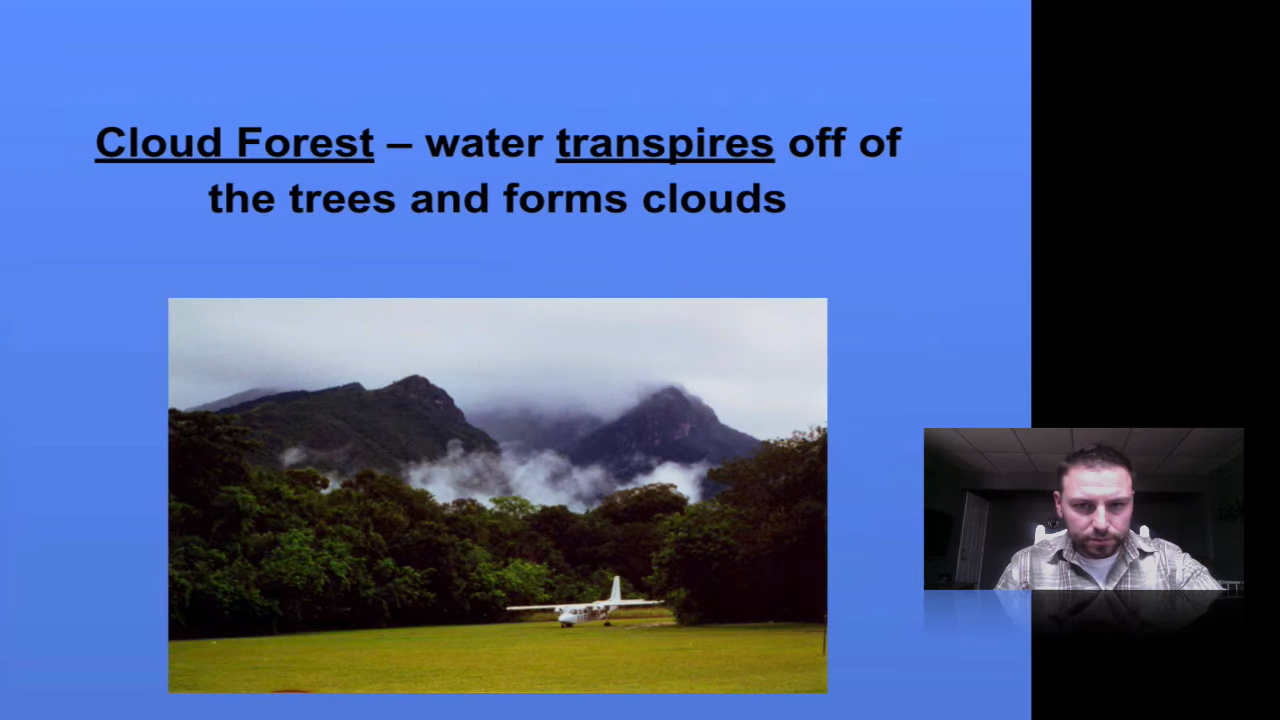 Cloud Forest – water transpires off of
the trees and forms clouds